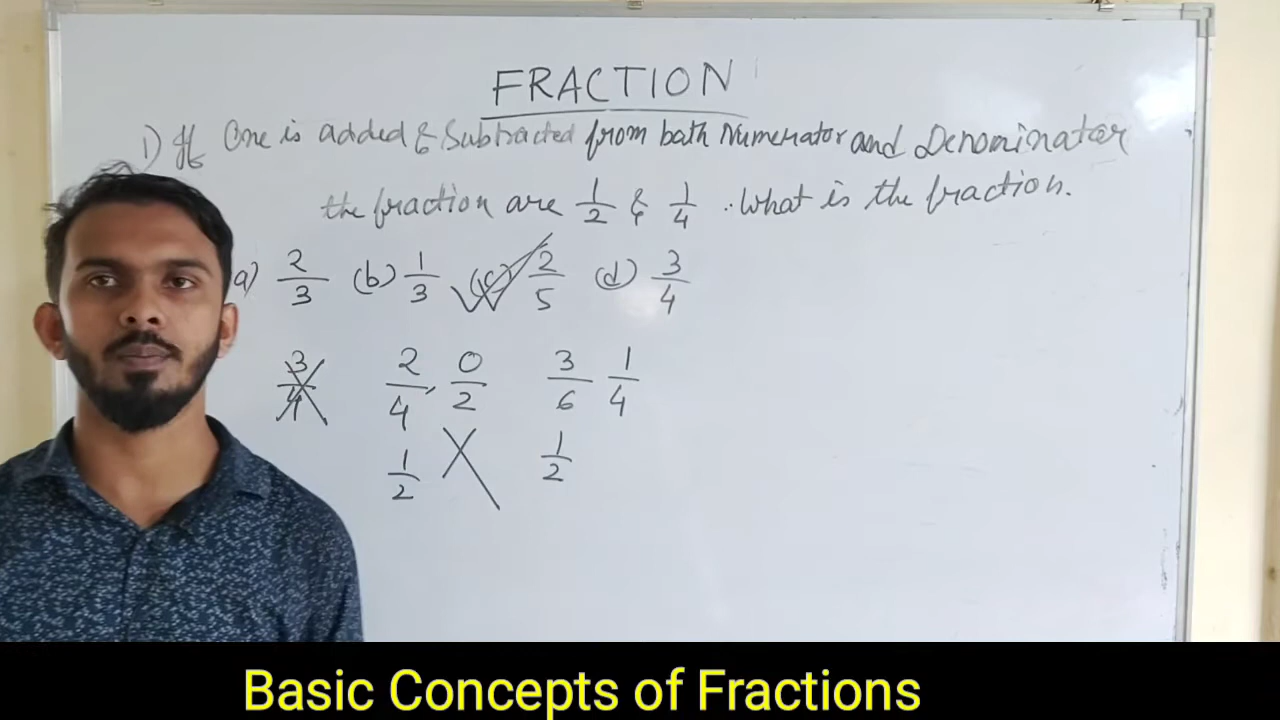 FRACTION
1) If One is added & Subtracted from both Numerator and Denominator
the fraction are 1/2 & 1/4 . What is the fraction.
a) 2/3 (b) 1/3 (c) 2/5 (d) 3/4
3/4 2/4, 0/2 3/6 1/4
1/2 1/2
Basic Concepts of Fractions